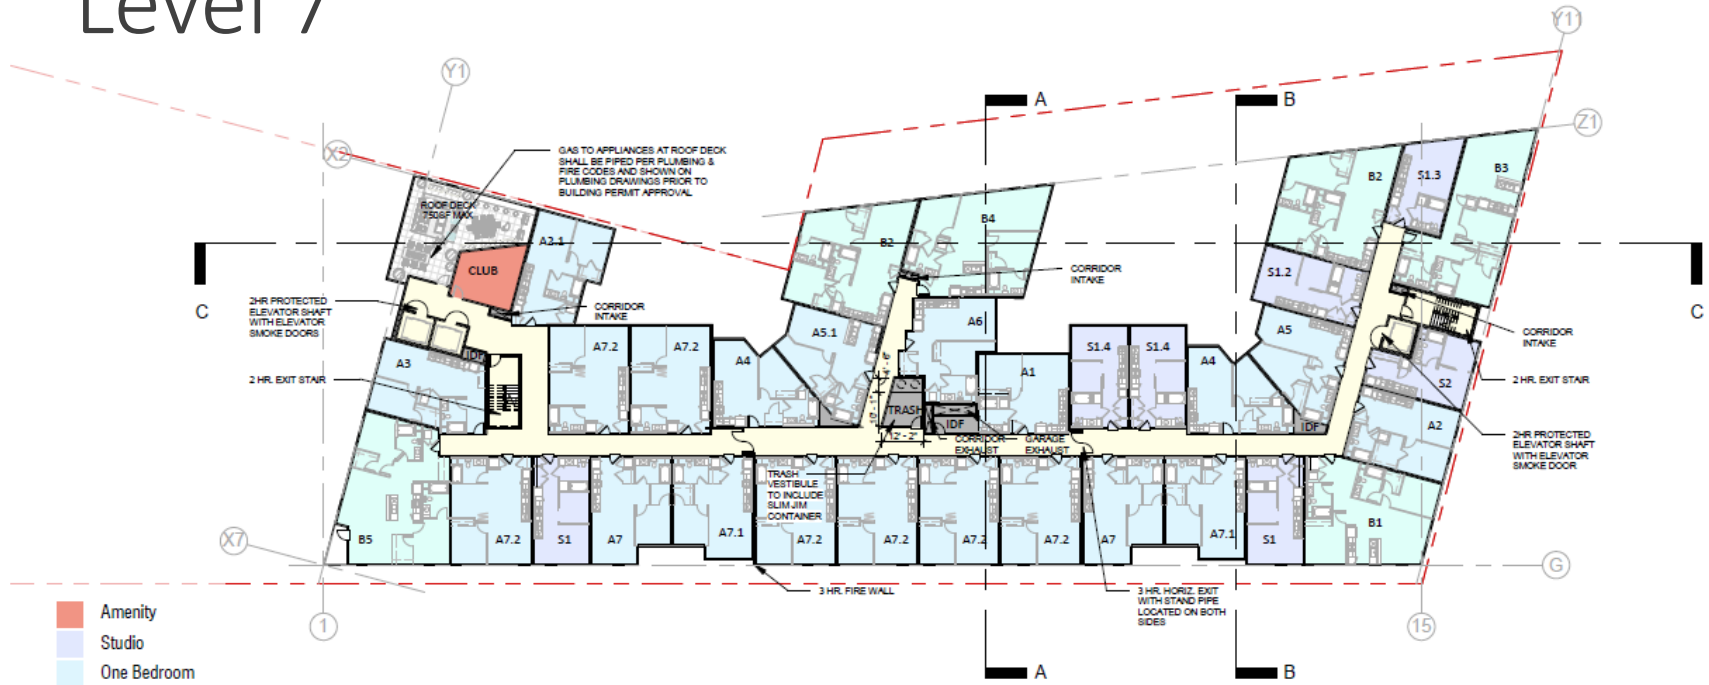 Level 7
Y11
Y1
A
B
Z1
X2
GAS TO APPLIANCES AT ROOF DECK
SHALL BE PIPED PER PLUMBING &
FIRE CODES AND SHOWN ON
PLUMBING DRAWINGS PRIOR TO
BUILDING PERMIT APPROVAL
B2
S1.3
B3
ROOF DECK
750SF MAX.
B4
A2.1
B2
CLUB
S1.2
CORRIDOR
INTAKE
C
C
2HR PROTECTED
ELEVATOR SHAFT
WITH ELEVATOR
SMOKE DOORS
CORRIDOR
INTAKE
A5.1
A6
A5
CORRIDOR
INTAKE
IDF
A3
A7.2
A7.2
A4
A1
S1.4
S1.4
A4
S2
2 HR. EXIT STAIR
2 HR. EXIT STAIR
TRASH
10' - 1"
12' - 2"
IDF
IDF
A2
CORRIDOR
EXHAUST
GARAGE
EXHAUST
2HR PROTECTED
ELEVATOR SHAFT
WITH ELEVATOR
SMOKE DOOR
TRASH
VESTIBULE
TO INCLUDE
SLIM JIM
CONTAINER
B5
A7.2
S1
A7
A7.1
A7.2
A7.2
A7.2
A7.2
A7
A7.1
S1
B1
X7
G
3 HR. FIRE WALL
3 HR. HORIZ. EXIT
WITH STAND PIPE
LOCATED ON BOTH
SIDES
1
15
Amenity
Studio
One Bedroom
A
B